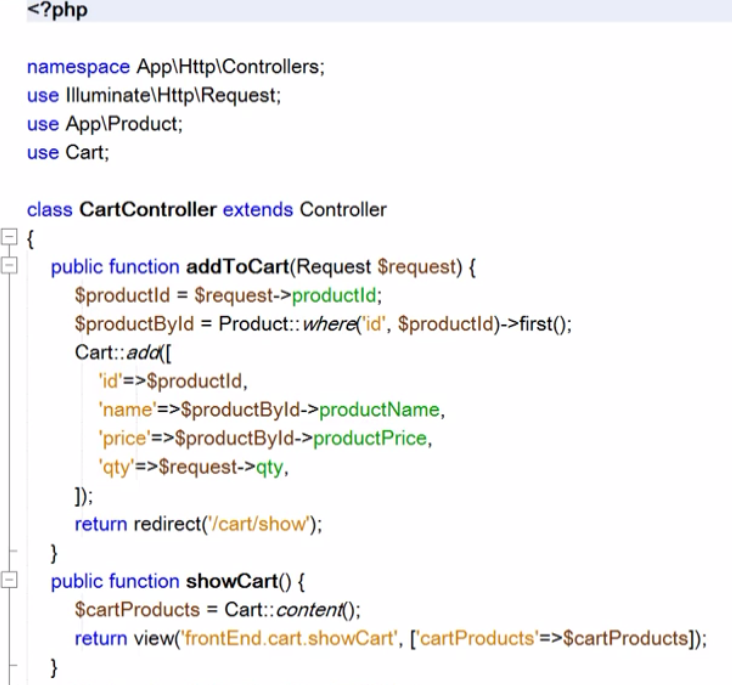 <?php
namespace App\Http\Controllers;
use Illuminate\Http\Request;
use App\Product;
use Cart;
class CartController extends Controller
{
public function addToCart(Request $request) {
$productId = $request->productId;
$productById = Product::where('id', $productId)->first();
Cart::add([
'id'=>$productId,
'name'=>$productById->productName,
'price'=>$productById->productPrice,
'qty'=>$request->qty,
]);
return redirect('/cart/show');
}
public function showCart() {
$cartProducts = Cart::content();
return view('frontEnd.cart.showCart', ['cartProducts'=>$cartProducts]);
}